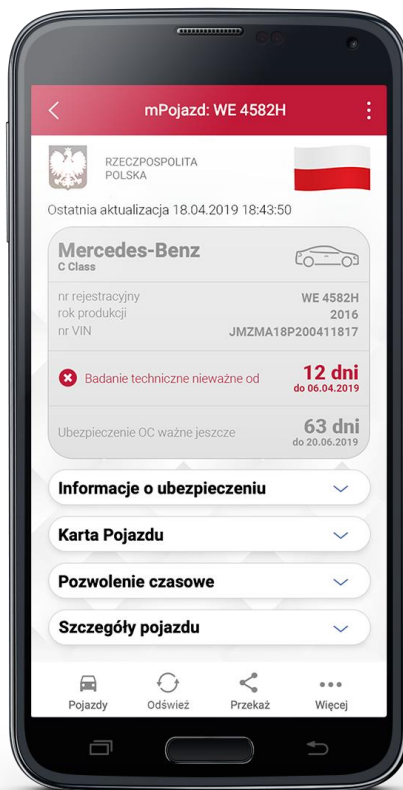 mPojazd: WE 4582H
RZECZPOSPOLITA
POLSKA
Ostatnia aktualizacja 18.04.2019 18:43:50
Mercedes-Benz
C Class
nr rejestracyjny WE 4582H
rok produkcji 2016
nr VIN JMZMA18P200411817
Badanie techniczne nieważne od 12 dni
do 06.04.2019
Ubezpieczenie OC ważne jeszcze 63 dni
do 20.06.2019
Informacje o ubezpieczeniu
Karta Pojazdu
Pozwolenie czasowe
Szczegóły pojazdu
Pojazdy Odśwież Przekaż Więcej